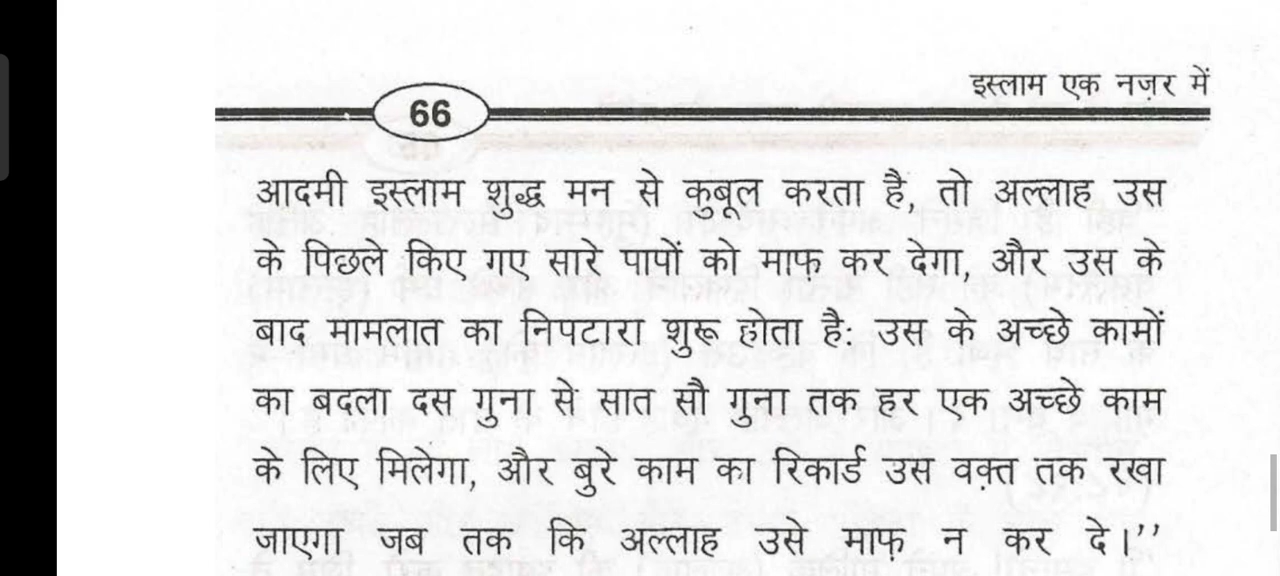 इस्लाम एक नज़र में
66
आदमी इस्लाम शुद्ध मन से कुबूल करता है, तो अल्लाह उस
के पिछले किए गए सारे पापों को माफ़ कर देगा, और उस के
बाद मामलात का निपटारा शुरू होता है: उस के अच्छे कामों
का बदला दस गुना से सात सौ गुना तक हर एक अच्छे काम
के लिए मिलेगा, और बुरे काम का रिकार्ड उस वक़्त तक रखा
जाएगा जब तक कि अल्लाह उसे माफ़ न कर दे।’’